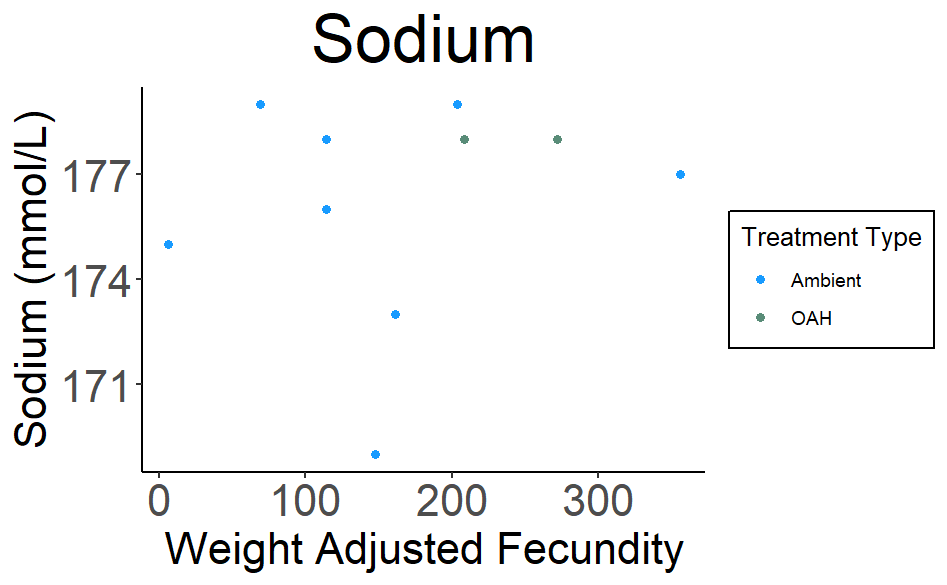 Sodium
Sodium (mmol/L)
177
174
171
0 100 200 300
Weight Adjusted Fecundity
Treatment Type
Ambient
OAH